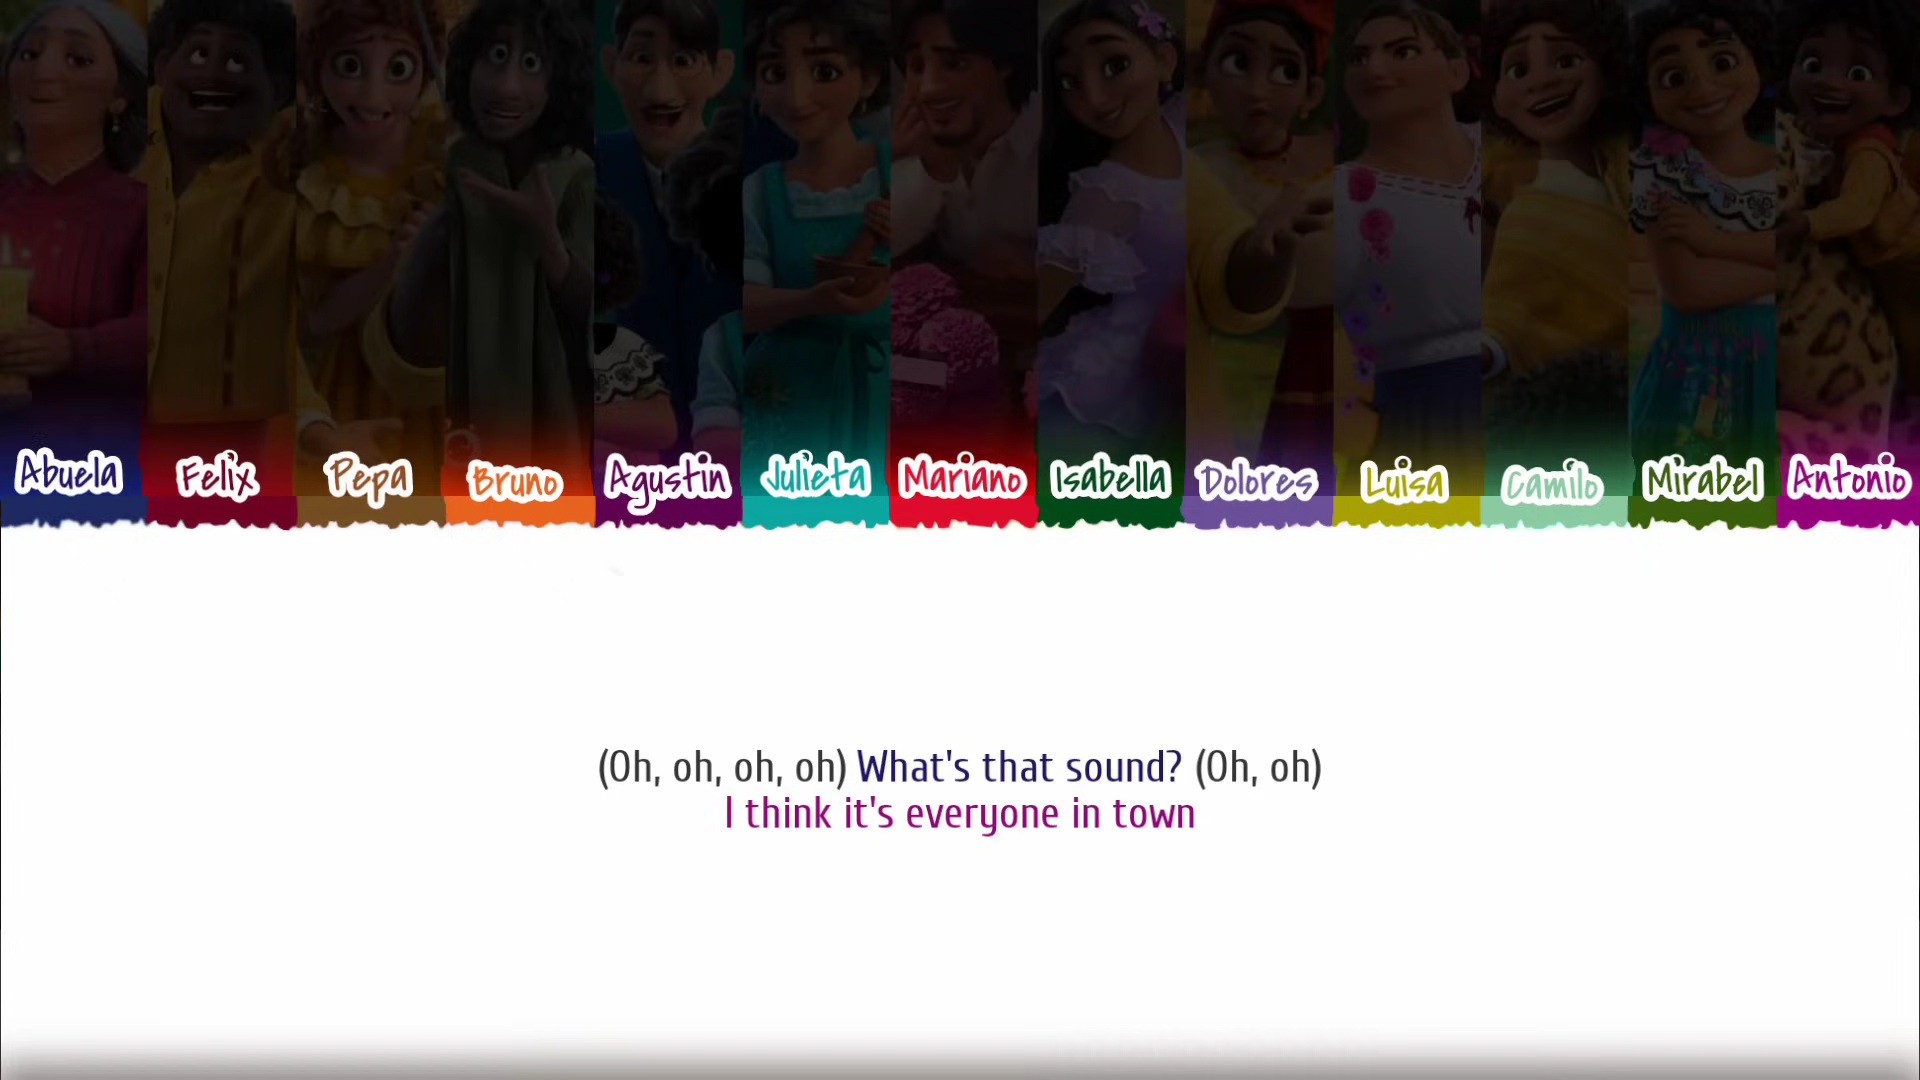 Abuela Felix Pepa Bruno Agustin Julieta Mariano Isabella Dolores Luisa Camilo Mirabel Antonio
(Oh, oh, oh, oh) What's that sound? (Oh, oh)
I think it's everyone in town